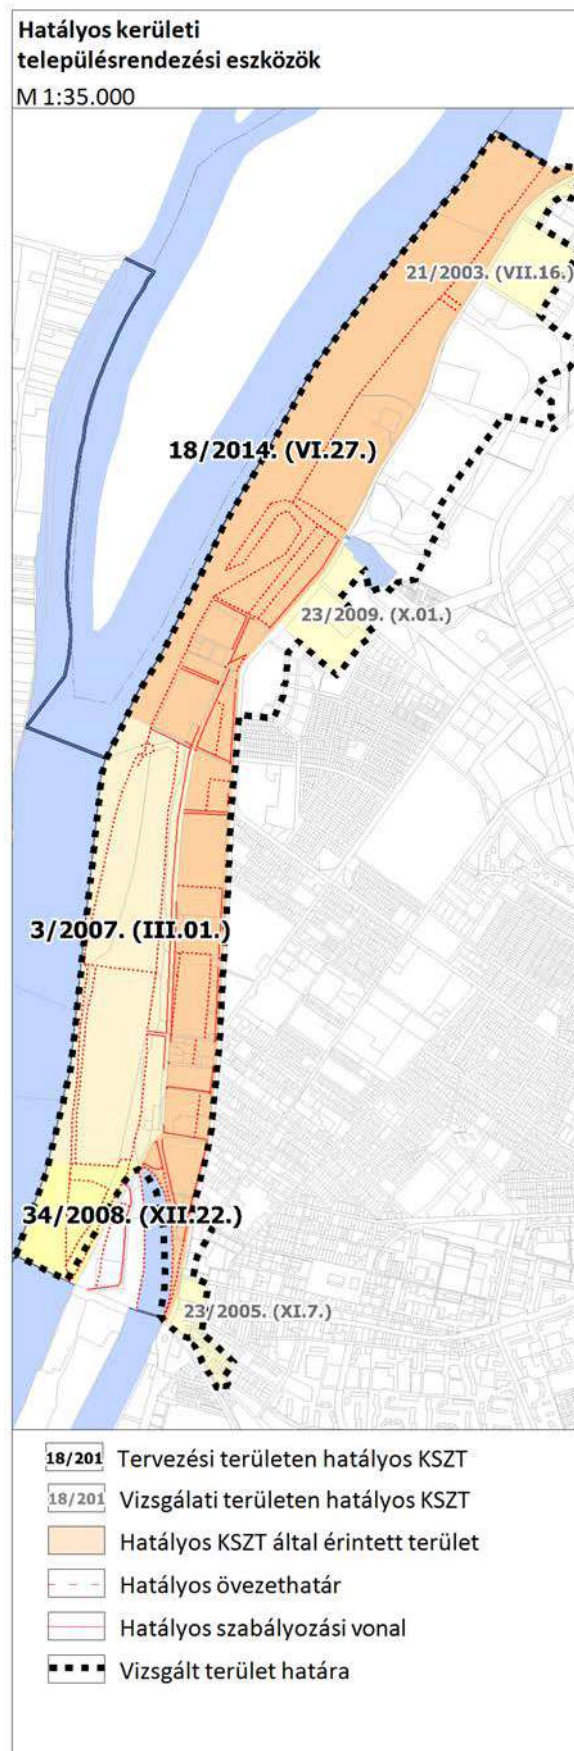 Hatályos kerületi
településrendezési eszközök
M 1:35.000
21/2003. (VII.16.)
18/2014. (VI.27.)
23/2009. (X.01.)
3/2007. (III.01.)
34/2008. (XII.22.)
23/2005. (XI.7.)
18/201 Tervezési területen hatályos KSZT
18/201 Vizsgálati területen hatályos KSZT
Hatályos KSZT által érintett terület
Hatályos övezethatár
Hatályos szabályozási vonal
Vizsgált terület határa